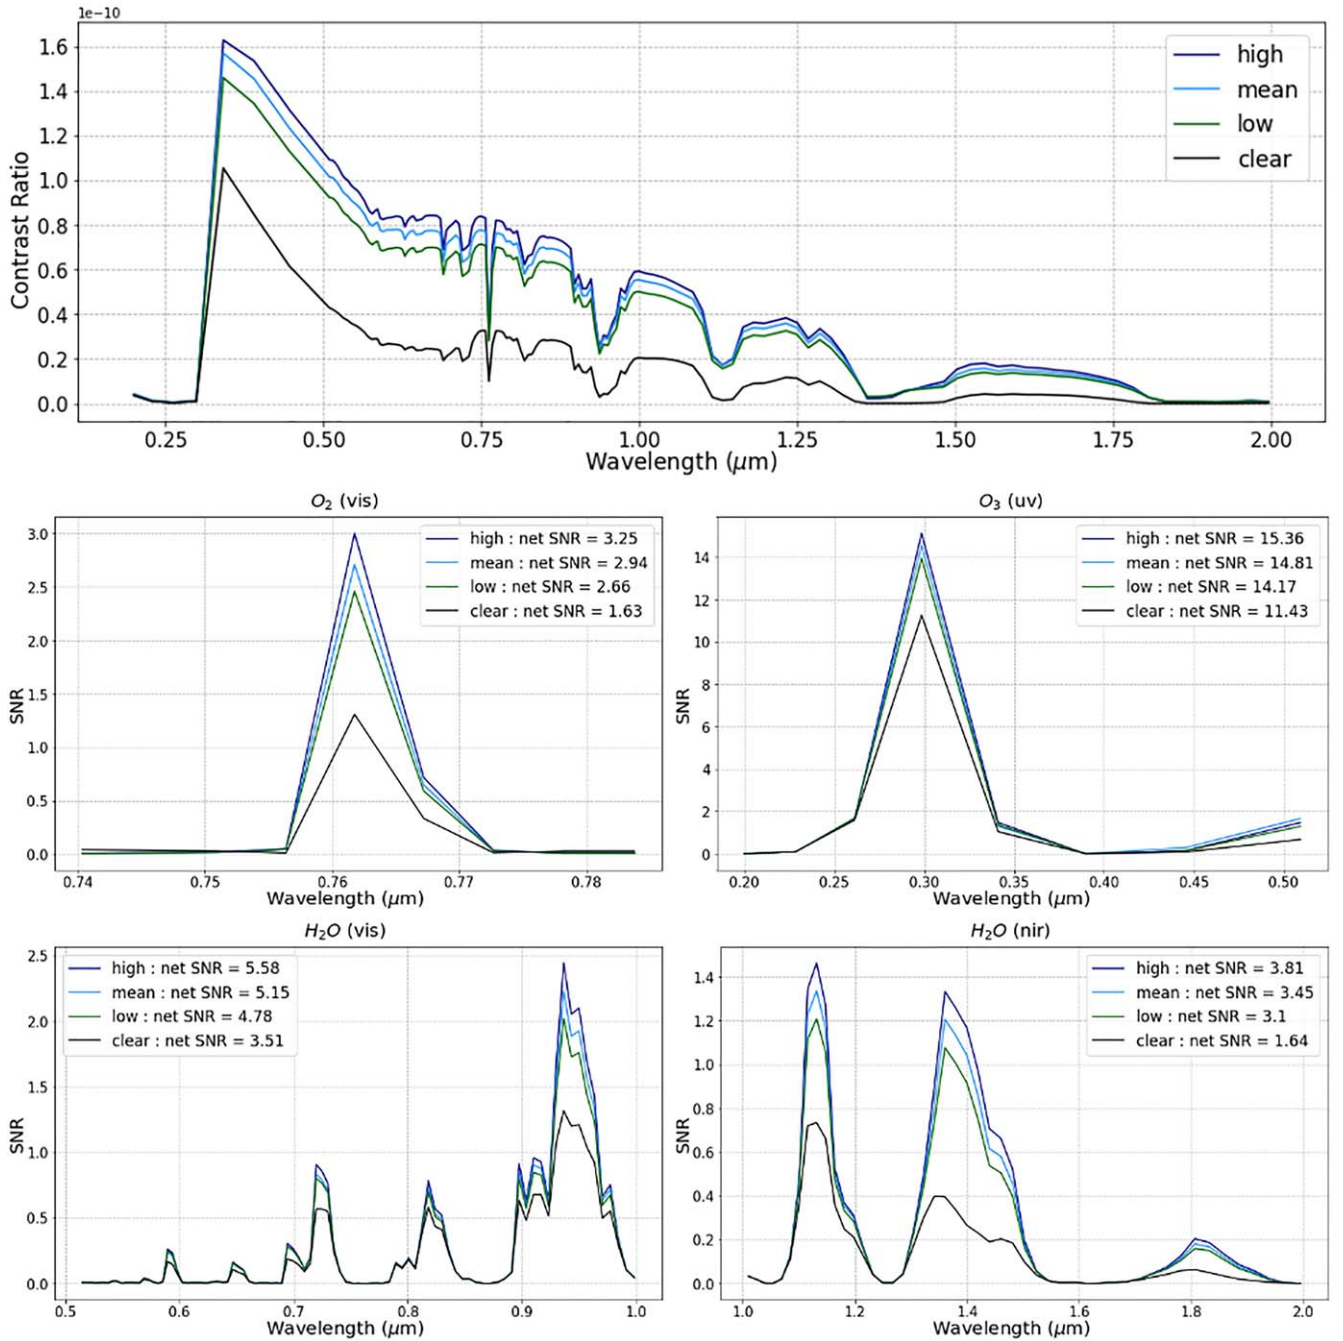 1e−10
1.6
1.4
1.2
1.0
0.8
0.6
0.4
0.2
0.0
Contrast Ratio
high
mean
low
clear
0.25 0.50 0.75 1.00 1.25 1.50 1.75 2.00
Wavelength (μm)
O₂ (vis)
3.0
2.5
2.0
1.5
1.0
0.5
0.0
SNR
high : net SNR = 3.25
mean : net SNR = 2.94
low : net SNR = 2.66
clear : net SNR = 1.63
0.74 0.75 0.76 0.77 0.78
Wavelength (μm)
O₃ (uv)
14
12
10
8
6
4
2
0
SNR
high : net SNR = 15.36
mean : net SNR = 14.81
low : net SNR = 14.17
clear : net SNR = 11.43
0.20 0.25 0.30 0.35 0.40 0.45 0.50
Wavelength (μm)
H₂O (vis)
2.5
2.0
1.5
1.0
0.5
0.0
SNR
high : net SNR = 5.58
mean : net SNR = 5.15
low : net SNR = 4.78
clear : net SNR = 3.51
0.5 0.6 0.7 0.8 0.9 1.0
Wavelength (μm)
H₂O (nir)
1.4
1.2
1.0
0.8
0.6
0.4
0.2
0.0
SNR
high : net SNR = 3.81
mean : net SNR = 3.45
low : net SNR = 3.1
clear : net SNR = 1.64
1.0 1.2 1.4 1.6 1.8 2.0
Wavelength (μm)